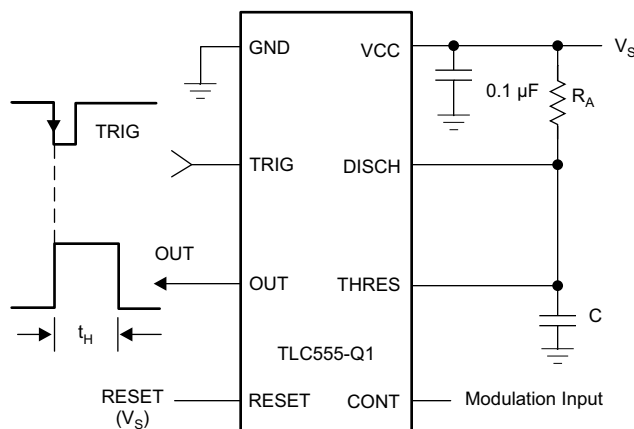 GND
VCC
V_S
0.1 µF
R_A
TRIG
TRIG
DISCH
OUT
OUT
THRES
t_H
C
TLC555-Q1
RESET
(V_S)
RESET
CONT
Modulation Input